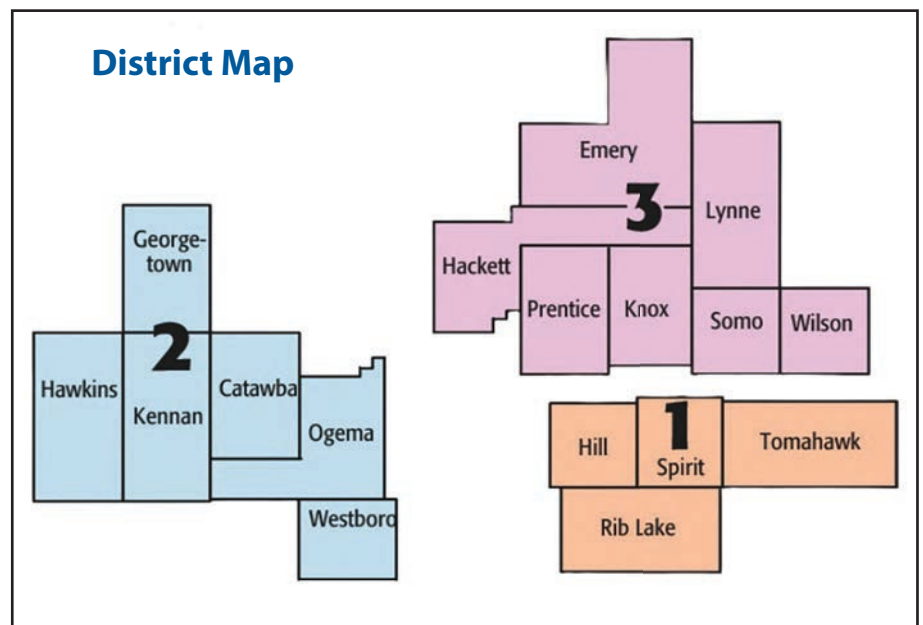 District Map
George-
town
2
Hawkins
Kennan
Catawba
Ogema
Westboro
Emery
3
Lynne
Hackett
Prentice
Knox
Somo
Wilson
1
Hill
Spirit
Tomahawk
Rib Lake